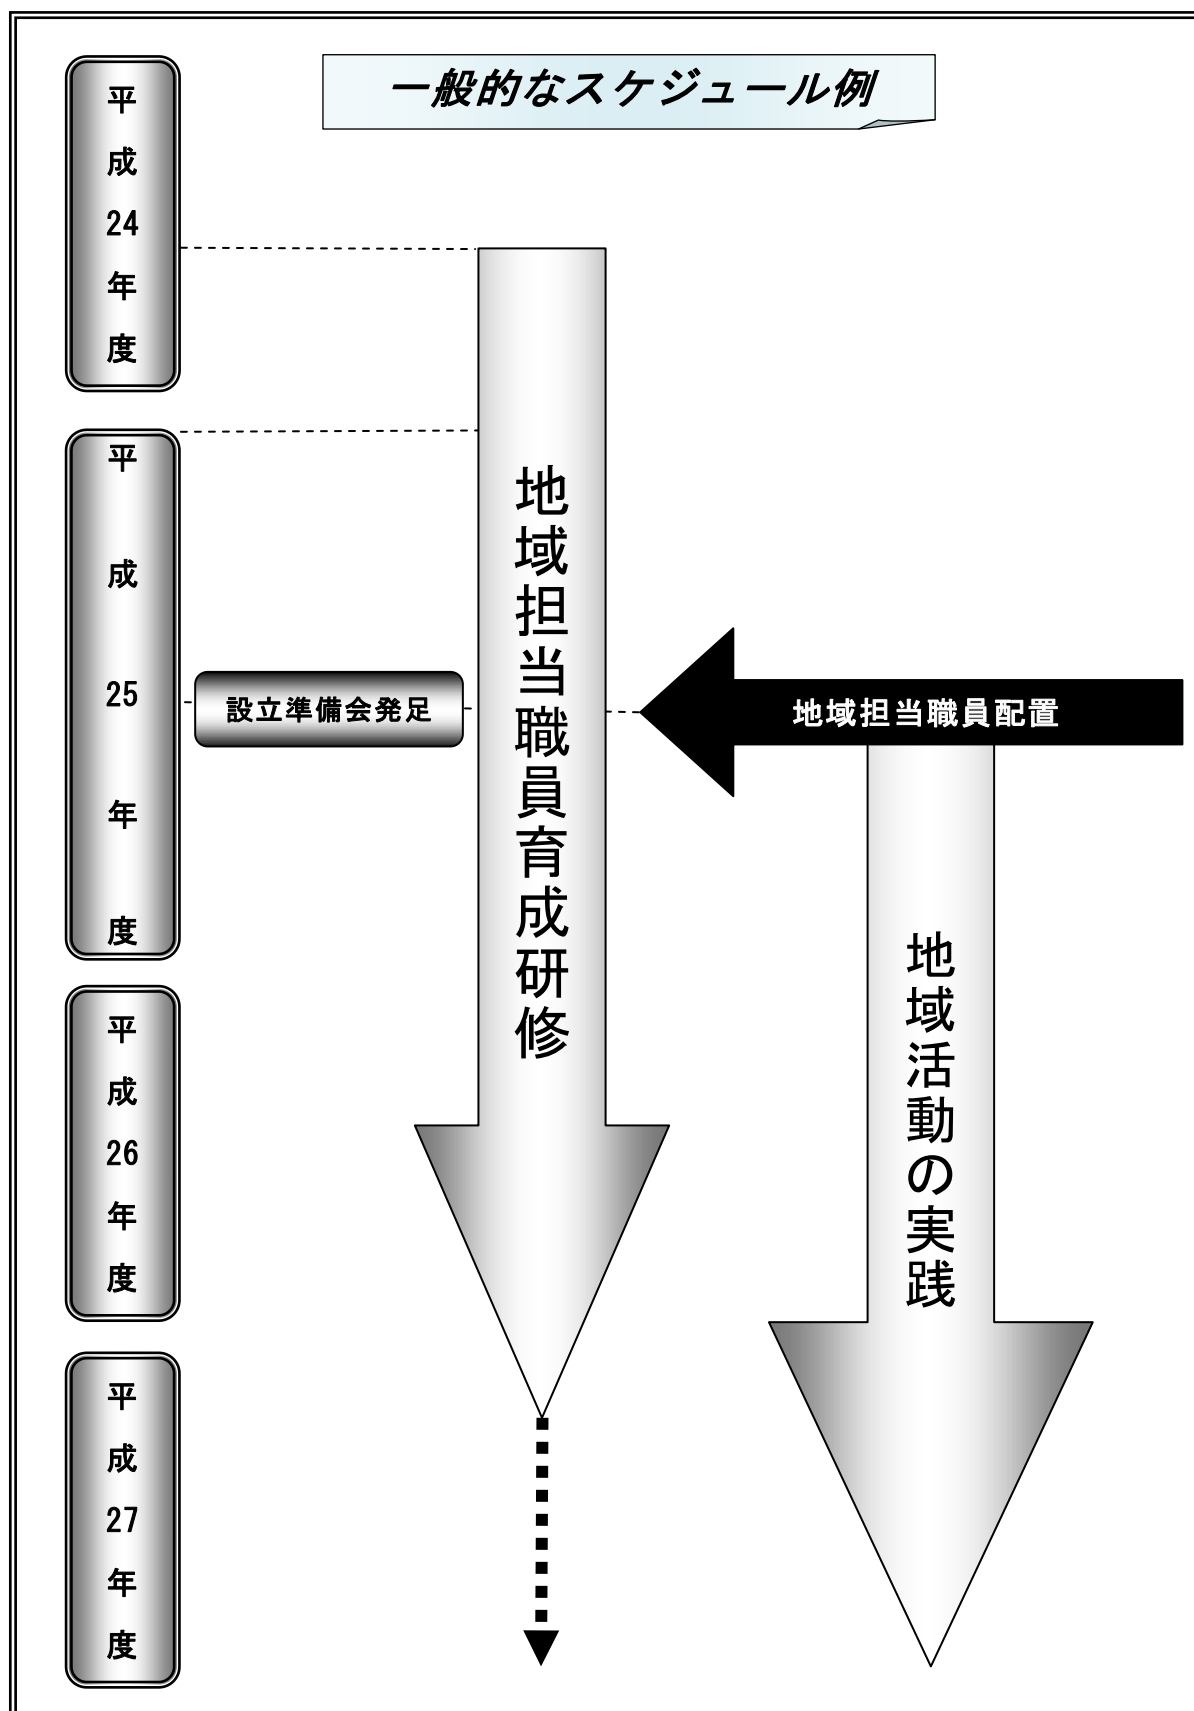 一般的なスケジュール例
平成24年度
平成25年度
設立準備会発足
地域担当職員育成研修
地域担当職員配置
地域活動の実践
平成26年度
平成27年度